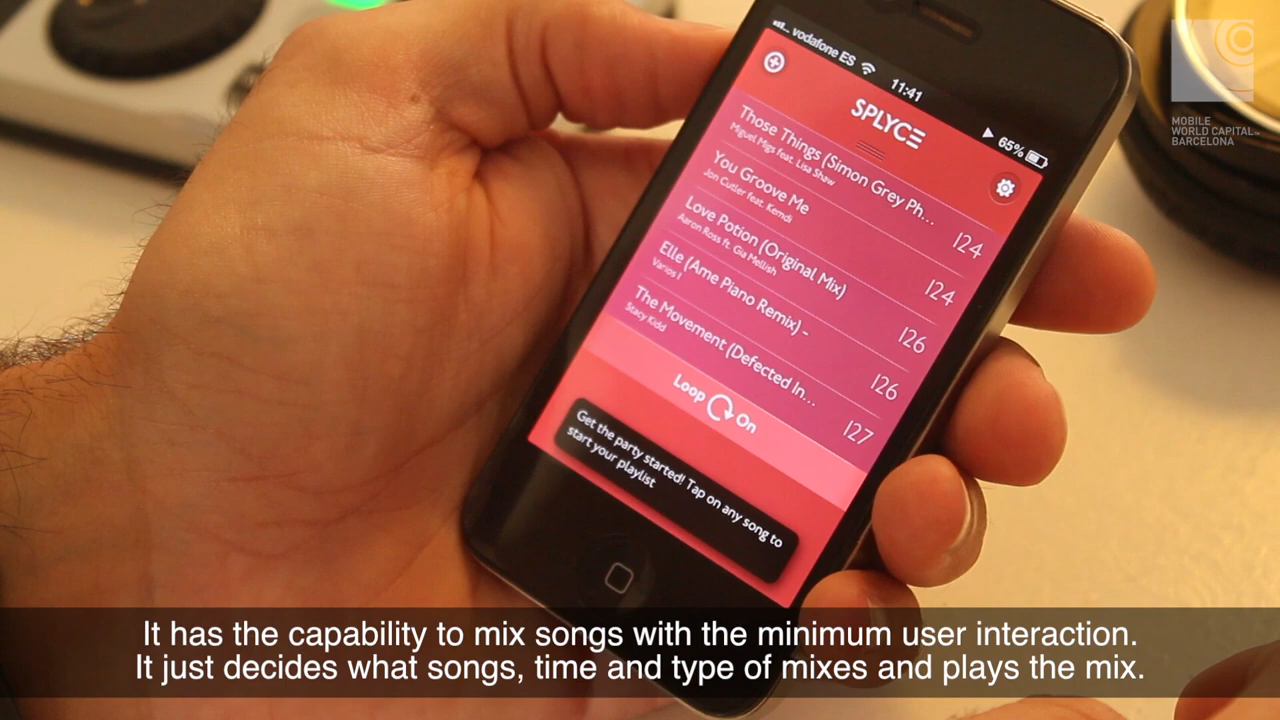 vodafone ES
11:41
65%
SPLYCE
Those Things (Simon Grey Ph...
Miguel Migs feat. Lisa Shaw
124
You Groove Me
Jon Cutler feat. Kemdi
124
Love Potion (Original Mix)
Aaron Ross ft. Gia Mellish
126
Elle (Ame Piano Remix) -
Varios I
126
The Movement (Defected In...
Stacy Kidd
127
Loop On
Get the party started! Tap on any song to
start your playlist
MOBILE
WORLD CAPITAL™
BARCELONA
It has the capability to mix songs with the minimum user interaction.
It just decides what songs, time and type of mixes and plays the mix.